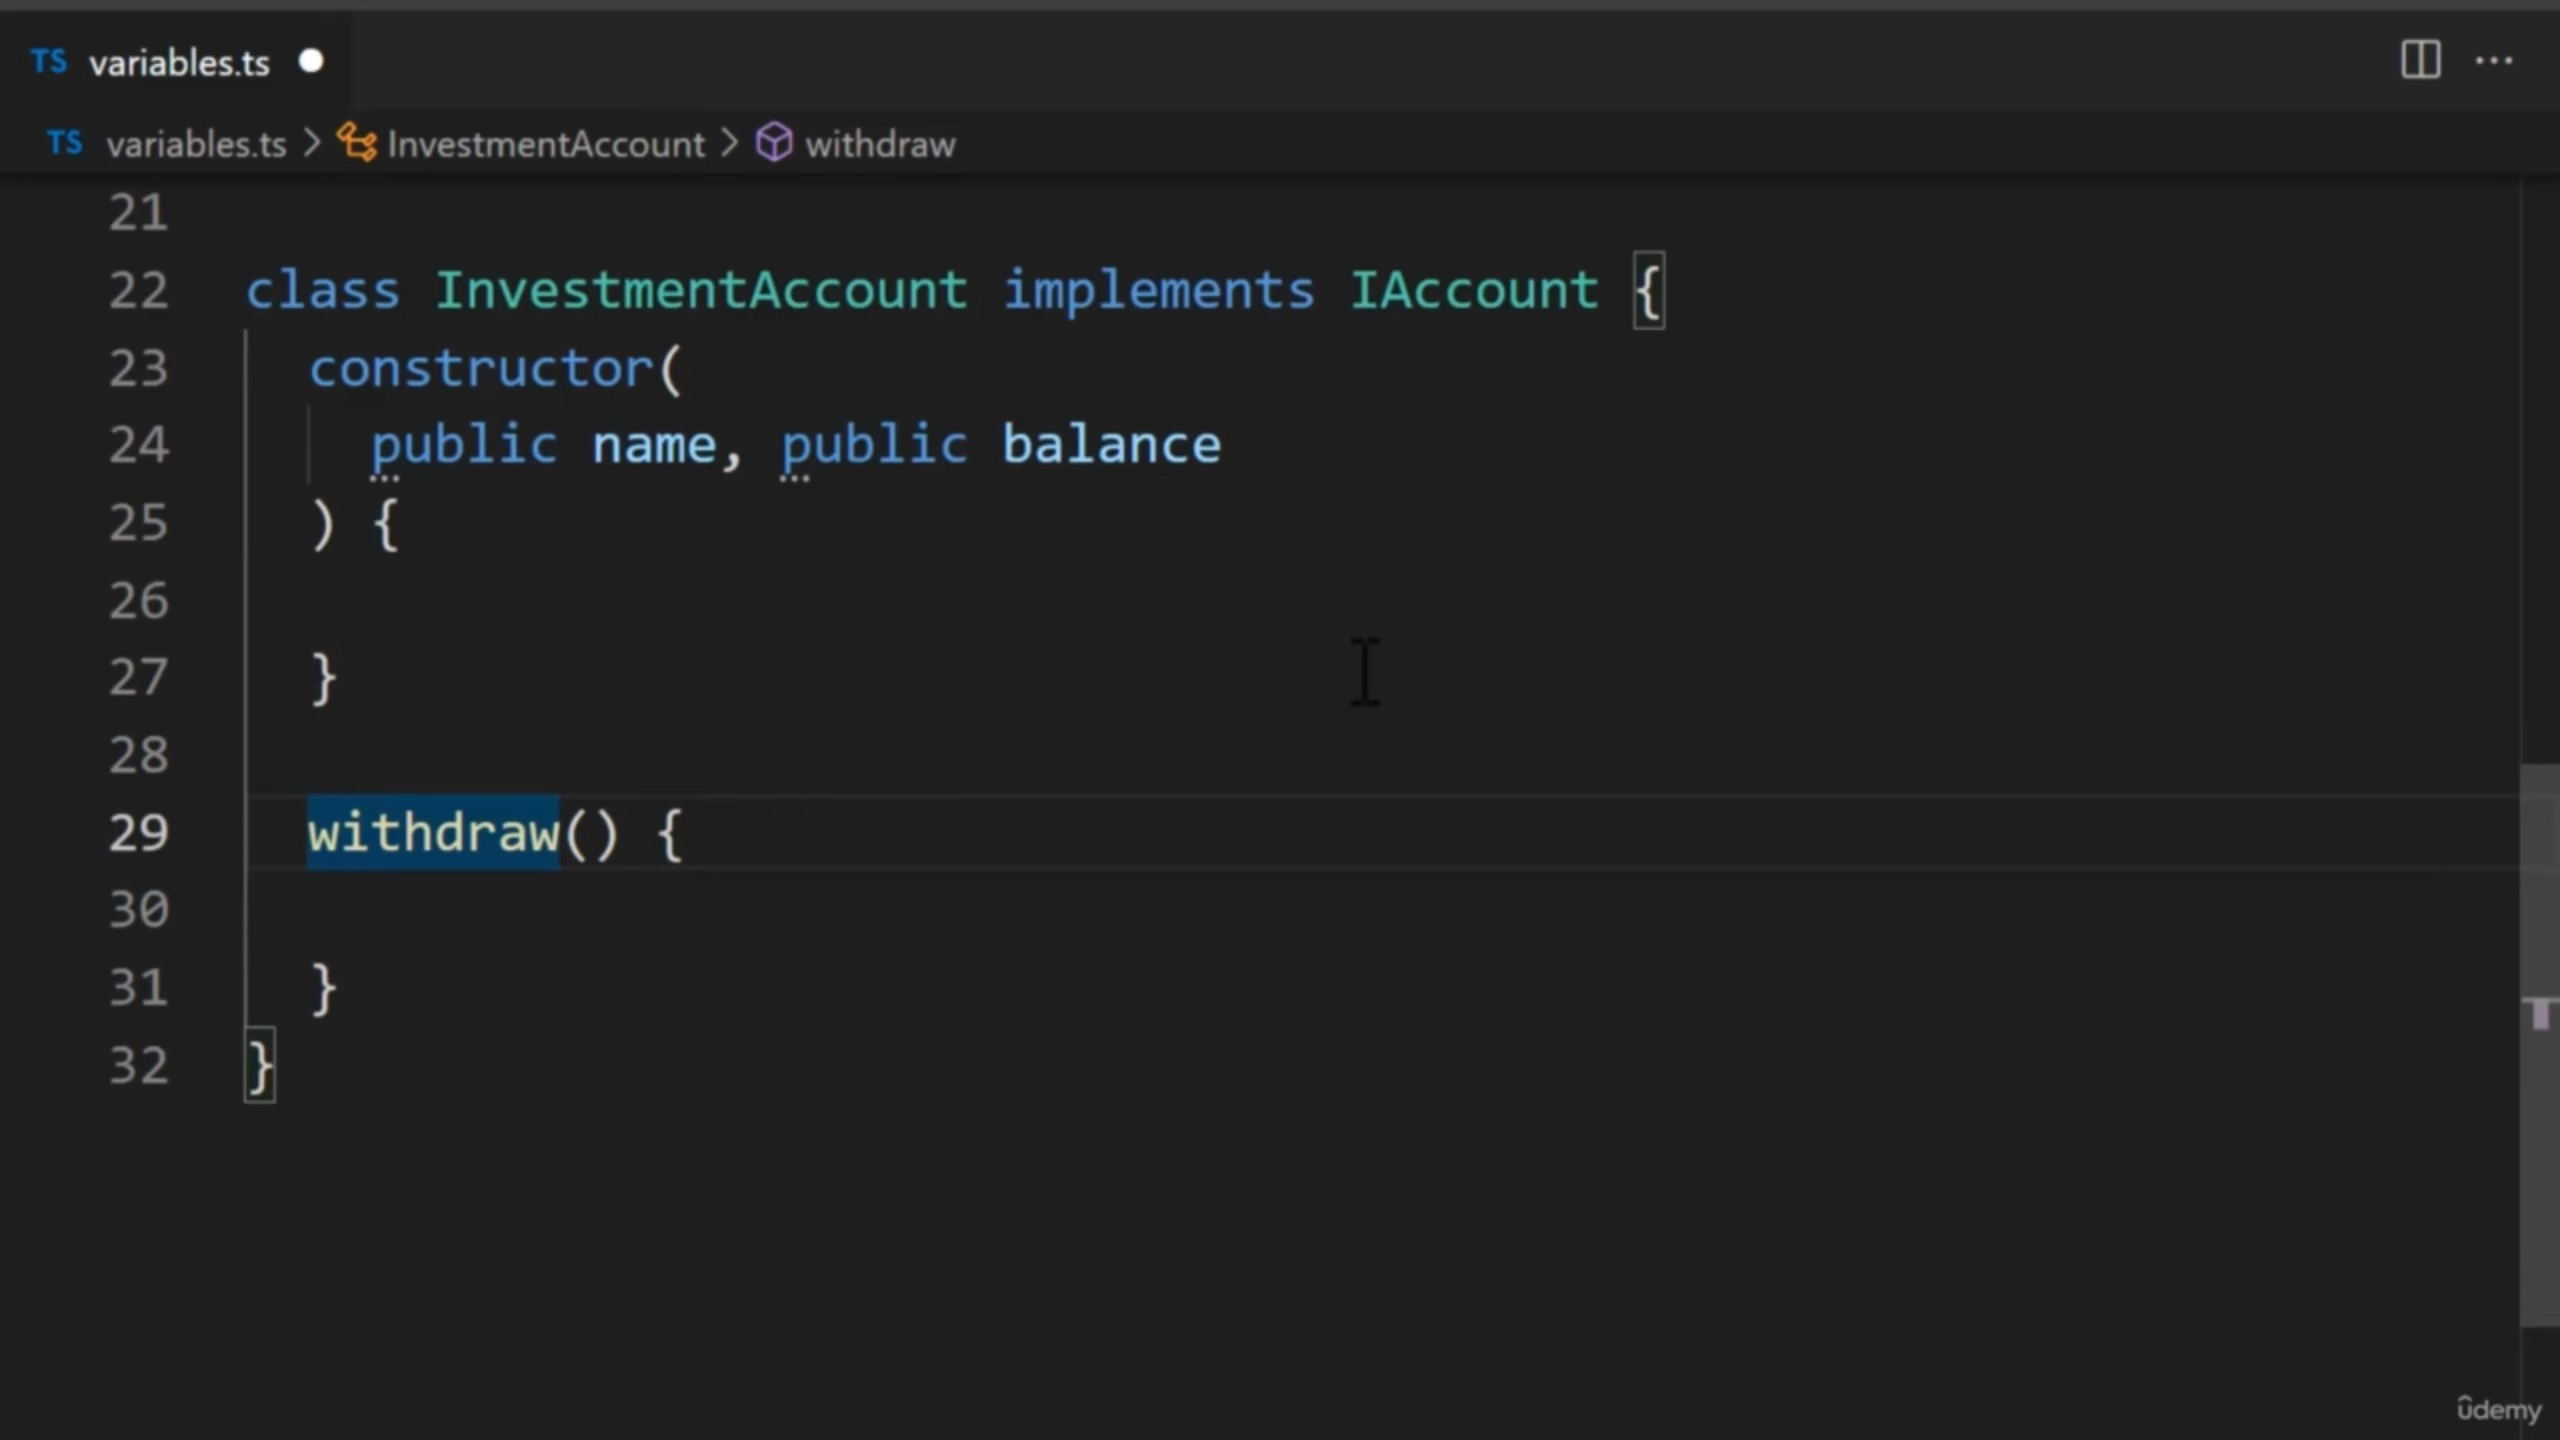 TS variables.ts
TS variables.ts > InvestmentAccount > withdraw
21
22 class InvestmentAccount implements IAccount {
23 constructor(
24 public name, public balance
25 ) {
26
27 }
28
29 withdraw() {
30
31 }
32 }
ûdemy